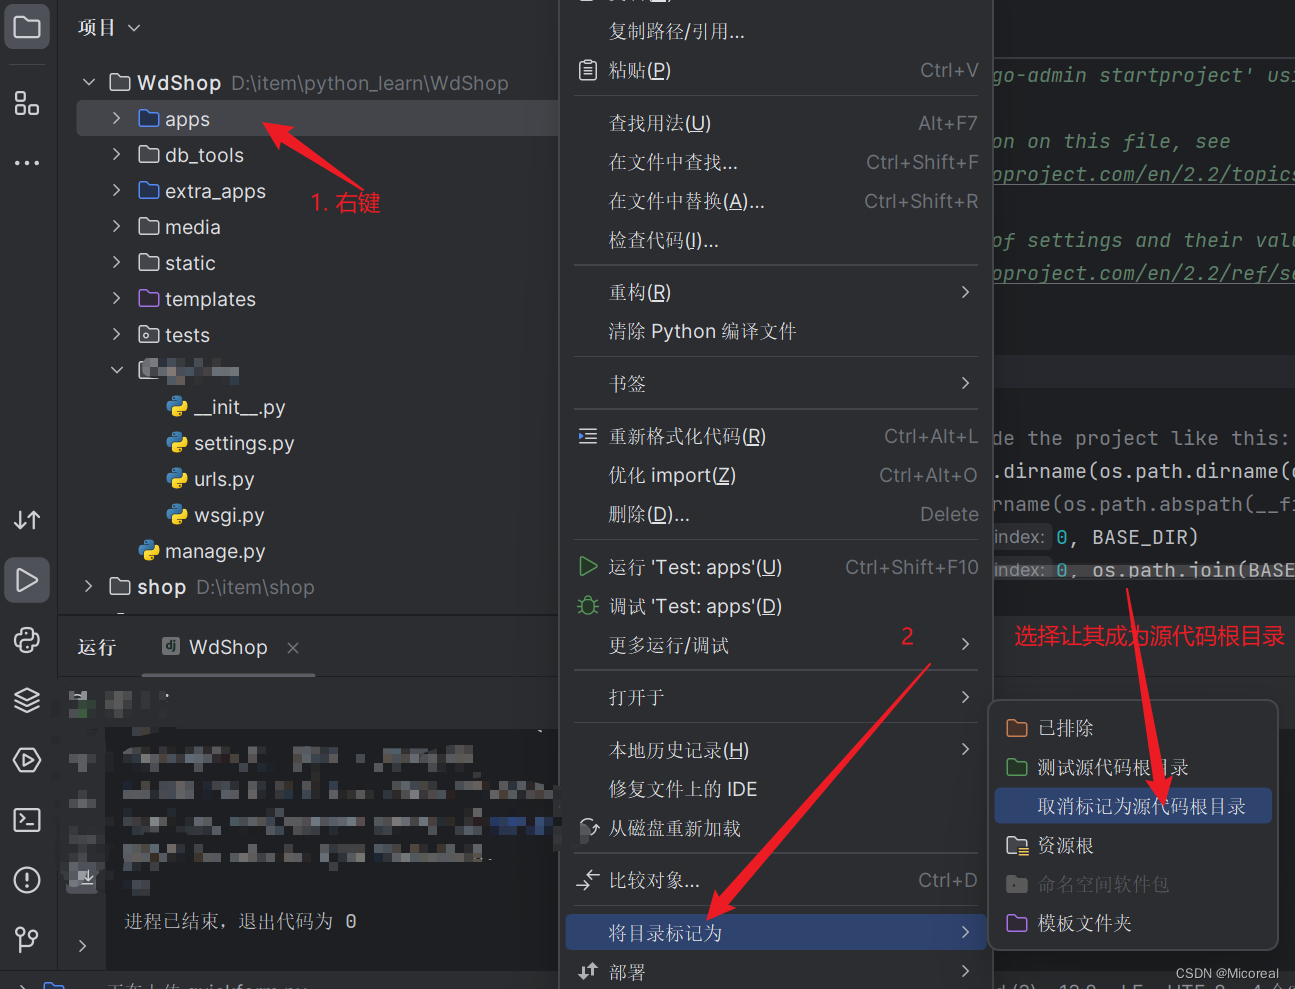 项目
WdShop D:\item\python_learn\WdShop
apps
db_tools
extra_apps
media
static
templates
tests
__init__.py
settings.py
urls.py
wsgi.py
manage.py
shop D:\item\shop
1. 右键
运行
dj WdShop
进程已结束，退出代码为 0
复制路径/引用...
粘贴(P) Ctrl+V
查找用法(U) Alt+F7
在文件中查找... Ctrl+Shift+F
在文件中替换(A)... Ctrl+Shift+R
检查代码(I)...
重构(R)
清除 Python 编译文件
书签
重新格式化代码(R) Ctrl+Alt+L
优化 import(Z) Ctrl+Alt+O
删除(D)... Delete
运行 'Test: apps'(U) Ctrl+Shift+F10
调试 'Test: apps'(D)
更多运行/调试
2
打开于
本地历史记录(H)
修复文件上的 IDE
从磁盘重新加载
比较对象... Ctrl+D
将目录标记为
部署
go-admin startproject' usi
on on this file, see
oproject.com/en/2.2/topics
of settings and their valu
oproject.com/en/2.2/ref/se
de the project like this:
.dirname(os.path.dirname(o
rname(os.path.abspath(__fi
index: 0, BASE_DIR)
index: 0, os.path.join(BASE
选择让其成为源代码根目录
已排除
测试源代码根目录
取消标记为源代码根目录
资源根
命名空间软件包
模板文件夹
CSDN @Micoreal